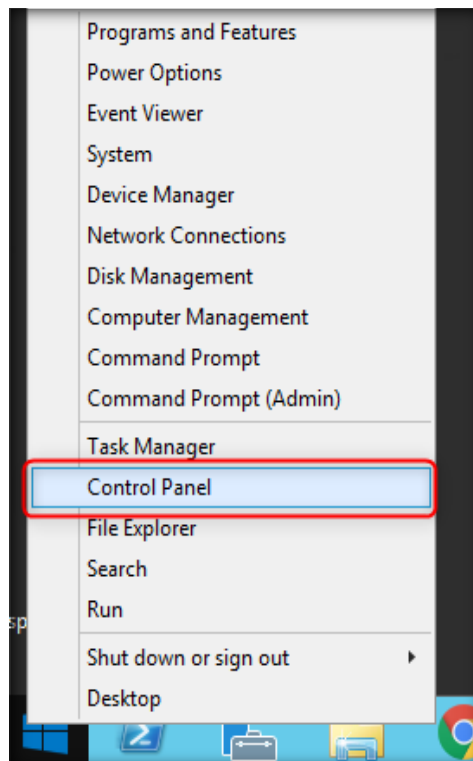 Programs and Features
Power Options
Event Viewer
System
Device Manager
Network Connections
Disk Management
Computer Management
Command Prompt
Command Prompt (Admin)
Task Manager
Control Panel
File Explorer
Search
Run
sp
Shut down or sign out
Desktop